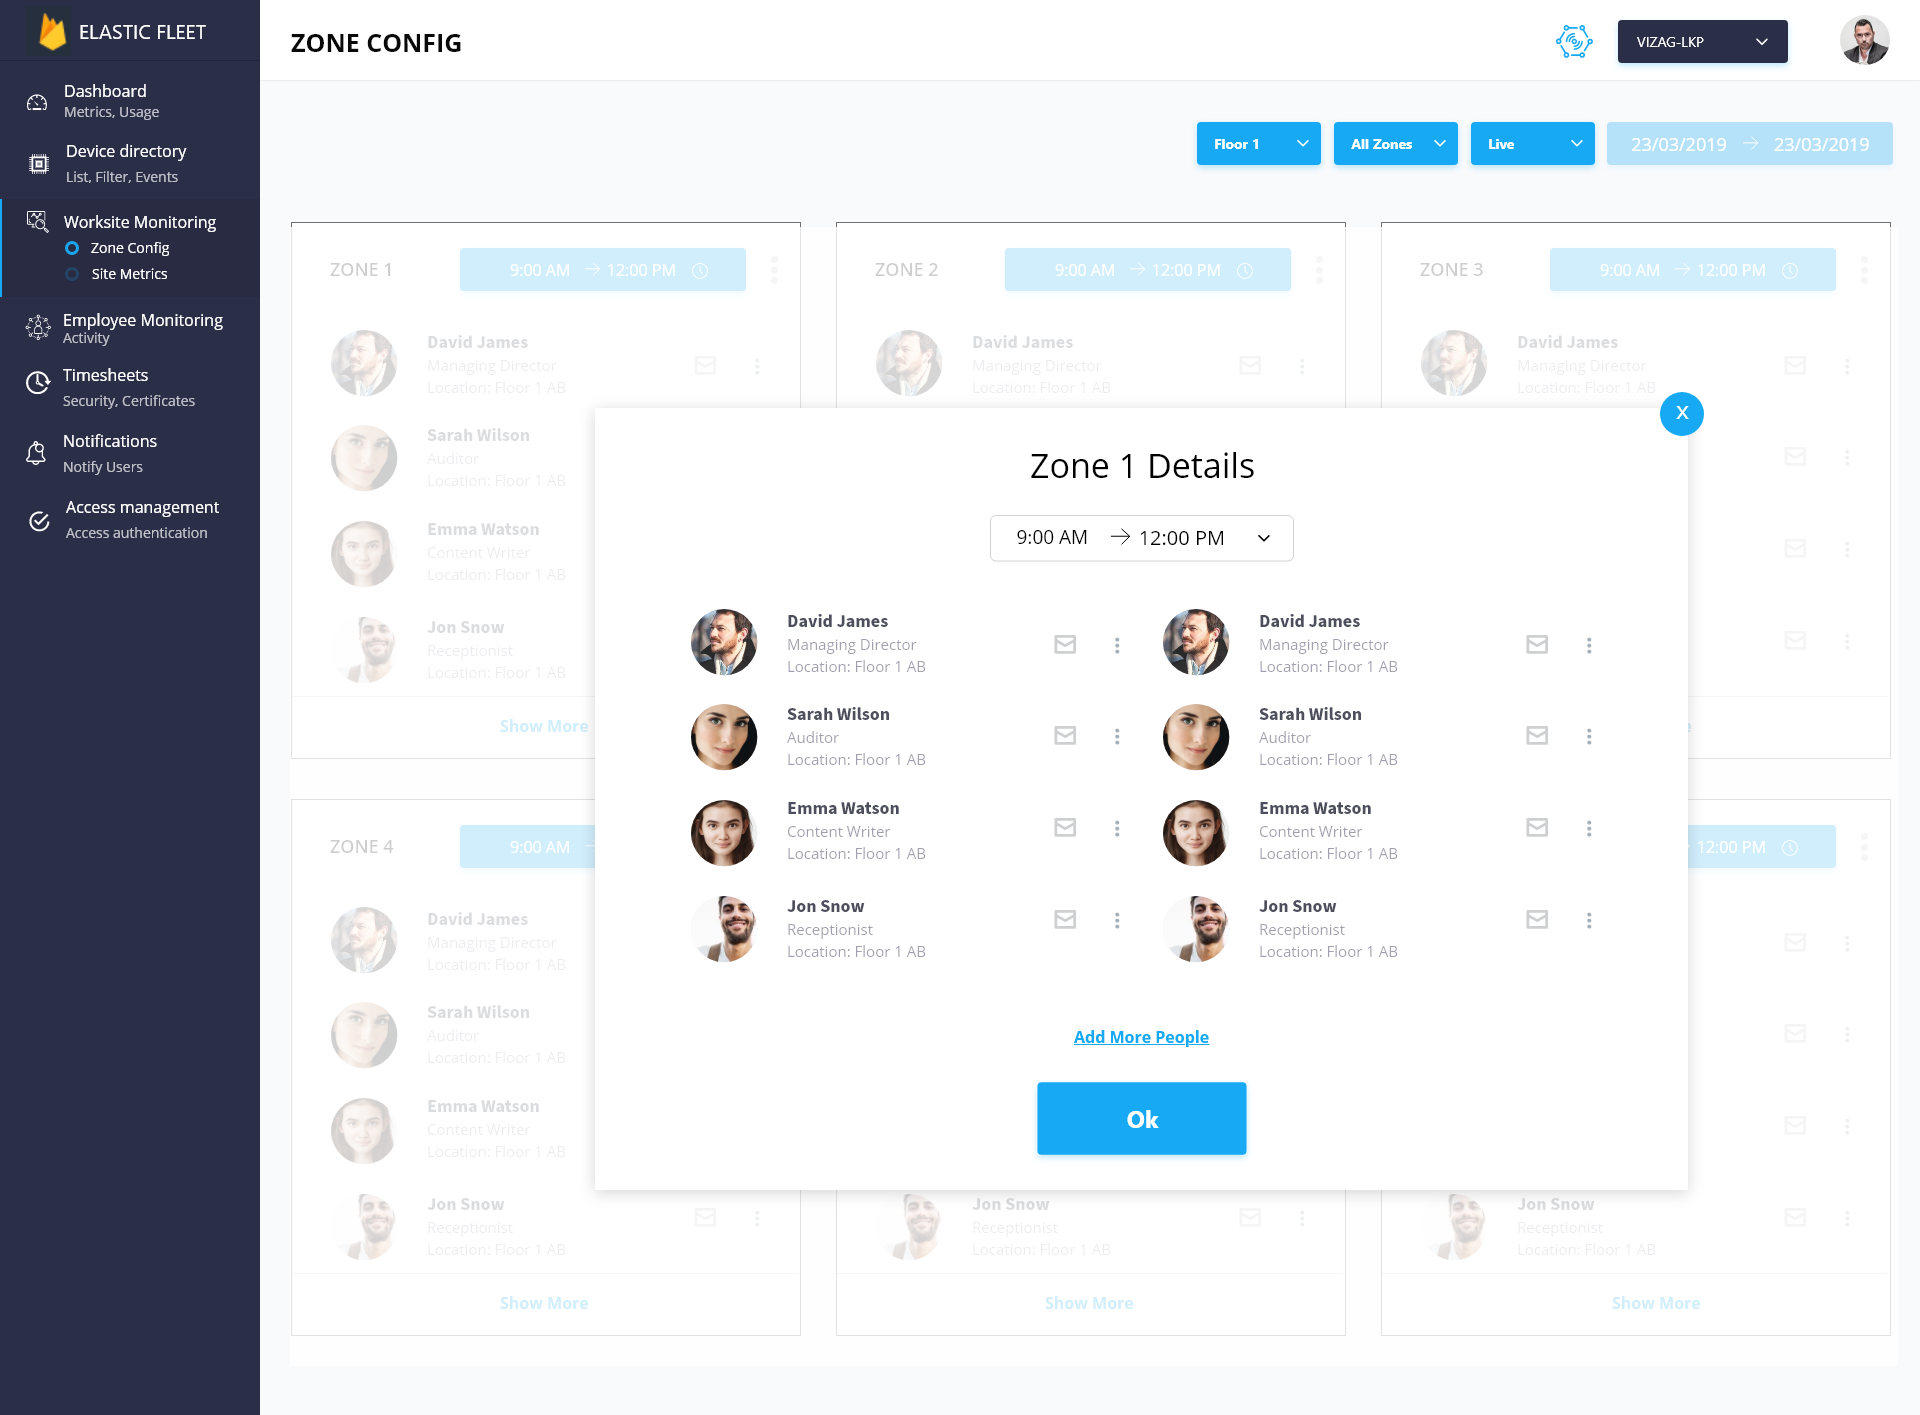 ELASTIC FLEET
Dashboard
Metrics, Usage
Device directory
List, Filter, Events
Worksite Monitoring
Zone Config
Site Metrics
Employee Monitoring
Activity
Timesheets
Security, Certificates
Notifications
Notify Users
Access management
Access authentication
ZONE CONFIG
VIZAG-LKP
Floor 1
All Zones
Live
23/03/2019 → 23/03/2019
ZONE 1
9:00 AM → 12:00 PM
David James
Managing Director
Location: Floor 1 AB
Sarah Wilson
Auditor
Location: Floor 1 AB
Emma Watson
Content Writer
Location: Floor 1 AB
Jon Snow
Receptionist
Location: Floor 1 AB
Show More
ZONE 2
9:00 AM → 12:00 PM
David James
Managing Director
Location: Floor 1 AB
ZONE 3
9:00 AM → 12:00 PM
David James
Managing Director
Location: Floor 1 AB
X
Zone 1 Details
9:00 AM → 12:00 PM
David James
Managing Director
Location: Floor 1 AB
Sarah Wilson
Auditor
Location: Floor 1 AB
Emma Watson
Content Writer
Location: Floor 1 AB
Jon Snow
Receptionist
Location: Floor 1 AB
David James
Managing Director
Location: Floor 1 AB
Sarah Wilson
Auditor
Location: Floor 1 AB
Emma Watson
Content Writer
Location: Floor 1 AB
Jon Snow
Receptionist
Location: Floor 1 AB
Add More People
Ok
ZONE 4
9:00 AM
David James
Managing Director
Location: Floor 1 AB
Sarah Wilson
Auditor
Location: Floor 1 AB
Emma Watson
Content Writer
Location: Floor 1 AB
Jon Snow
Receptionist
Location: Floor 1 AB
Show More
Jon Snow
Receptionist
Location: Floor 1 AB
Show More
12:00 PM
Jon Snow
Receptionist
Location: Floor 1 AB
Show More